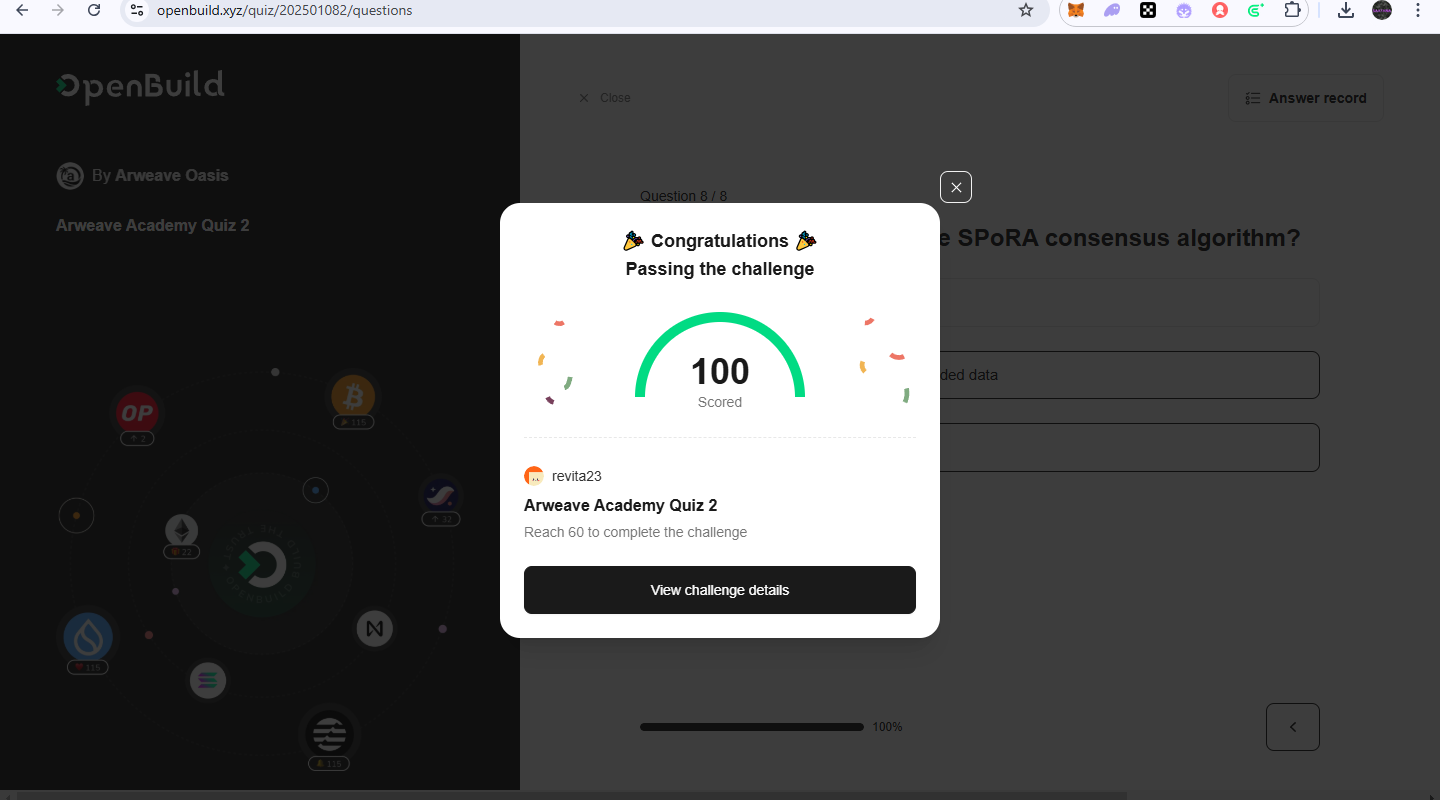 openbuild.xyz/quiz/202501082/questions
OpenBuild
Close
Answer record
By Arweave Oasis
Arweave Academy Quiz 2
Question 8 / 8
SPoRA consensus algorithm?
data
🎉 Congratulations 🎉
Passing the challenge
100
Scored
revita23
Arweave Academy Quiz 2
Reach 60 to complete the challenge
View challenge details
OP
2
115
32
22
115
115
100%